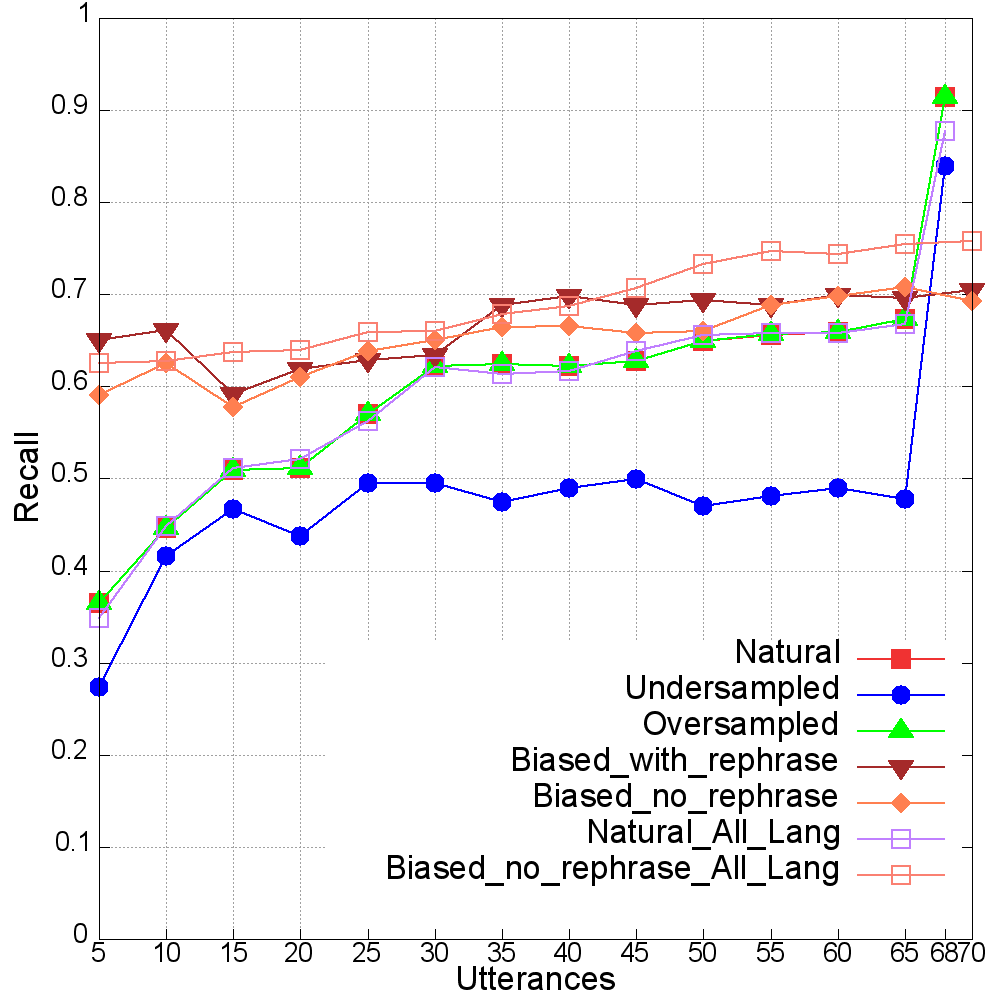 1
0.9
0.8
0.7
0.6
0.5
0.4
0.3
0.2
0.1
0
Recall
Natural
Undersampled
Oversampled
Biased_with_rephrase
Biased_no_rephrase
Natural_All_Lang
Biased_no_rephrase_All_Lang
5 10 15 20 25 30 35 40 45 50 55 60 65 68 70
Utterances